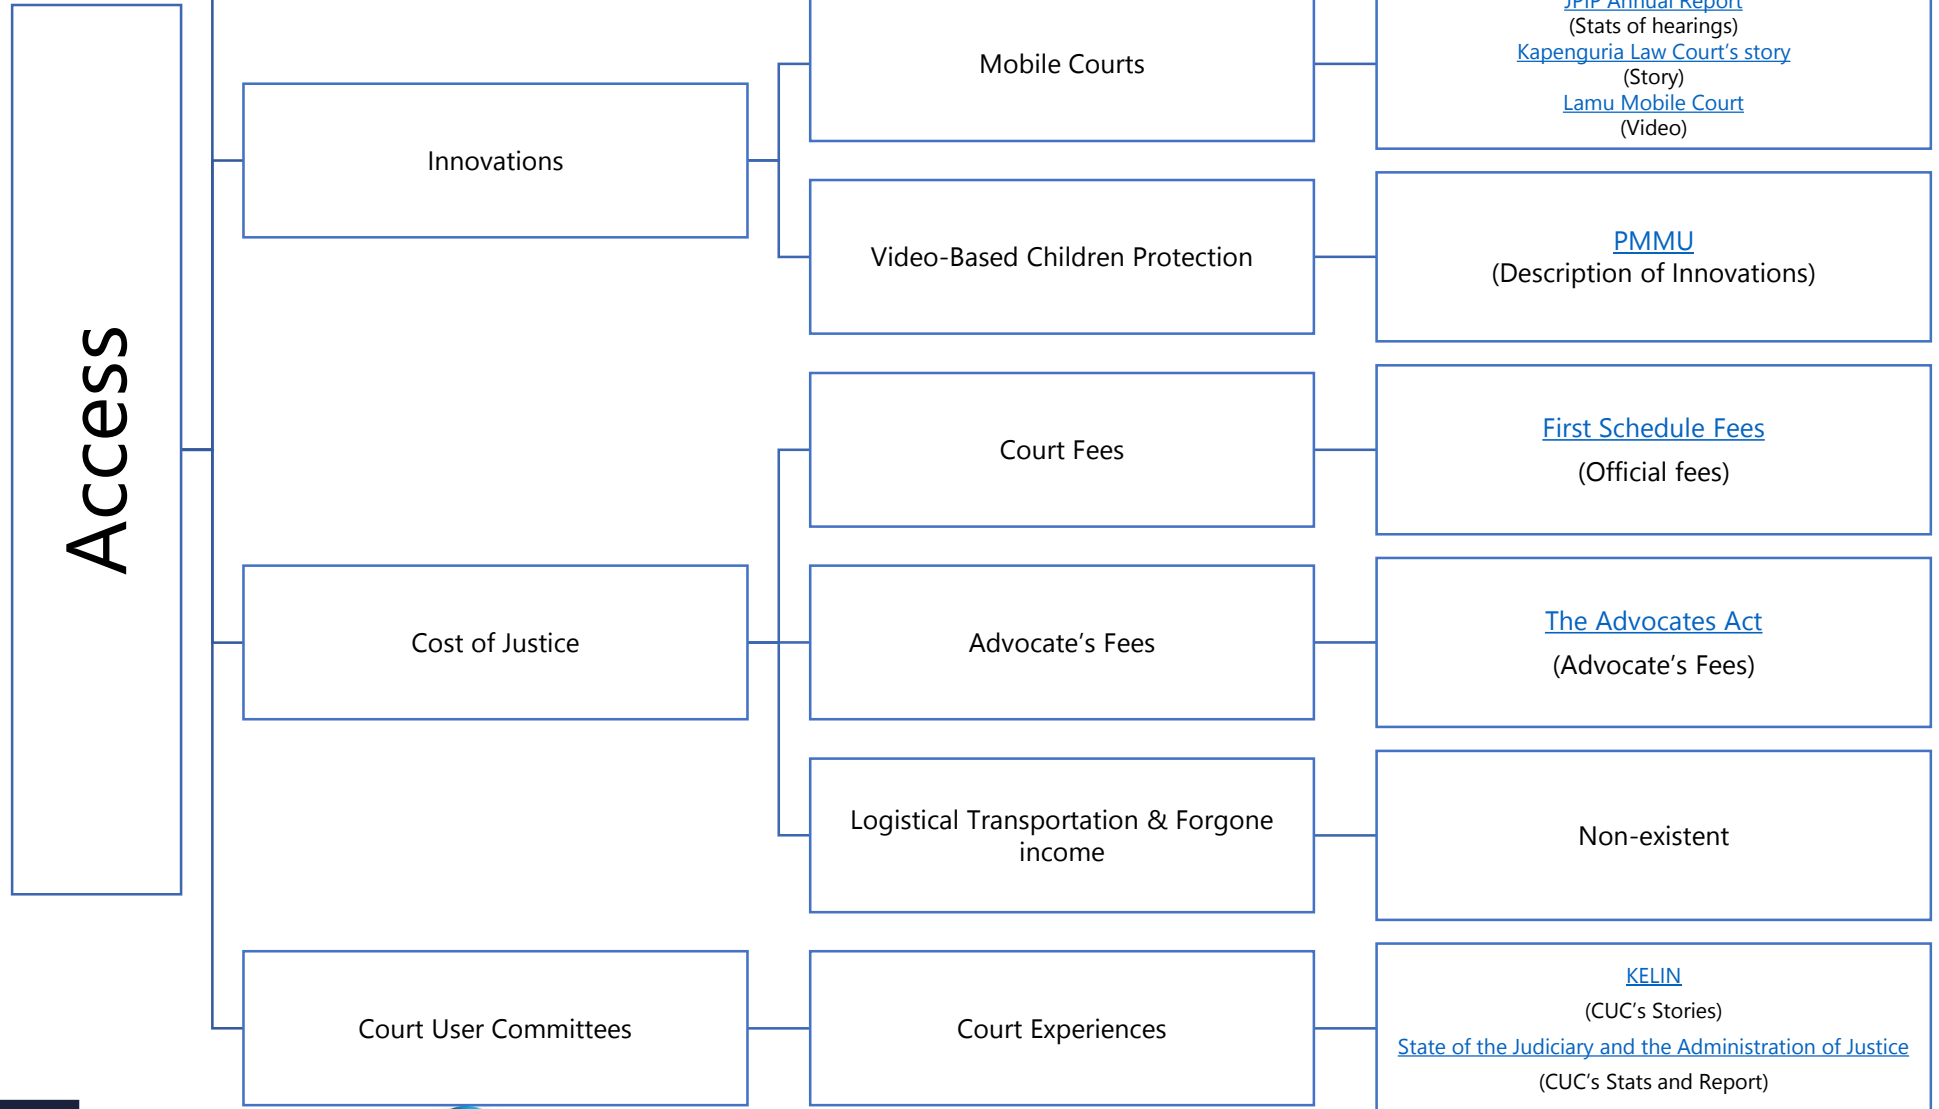 Access
Innovations
Mobile Courts
JPIP Annual Report
(Stats of hearings)
Kapenguria Law Court’s story
(Story)
Lamu Mobile Court
(Video)
Video-Based Children Protection
PMMU
(Description of Innovations)
Cost of Justice
Court Fees
First Schedule Fees
(Official fees)
Advocate’s Fees
The Advocates Act
(Advocate’s Fees)
Logistical Transportation & Forgone
income
Non-existent
Court User Committees
Court Experiences
KELIN
(CUC’s Stories)
State of the Judiciary and the Administration of Justice
(CUC’s Stats and Report)